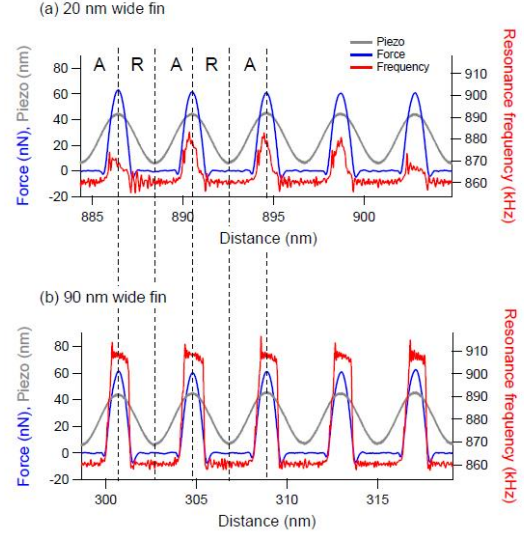 (a) 20 nm wide fin
Force (nN), Piezo (nm)
80
60
40
20
0
-20
A R A R A
Piezo
Force
Frequency
910
900
890
880
870
860
Resonance frequency (kHz)
885 890 895 900
Distance (nm)
(b) 90 nm wide fin
Force (nN), Piezo (nm)
80
60
40
20
0
-20
910
900
890
880
870
860
Resonance frequency (kHz)
300 305 310 315
Distance (nm)